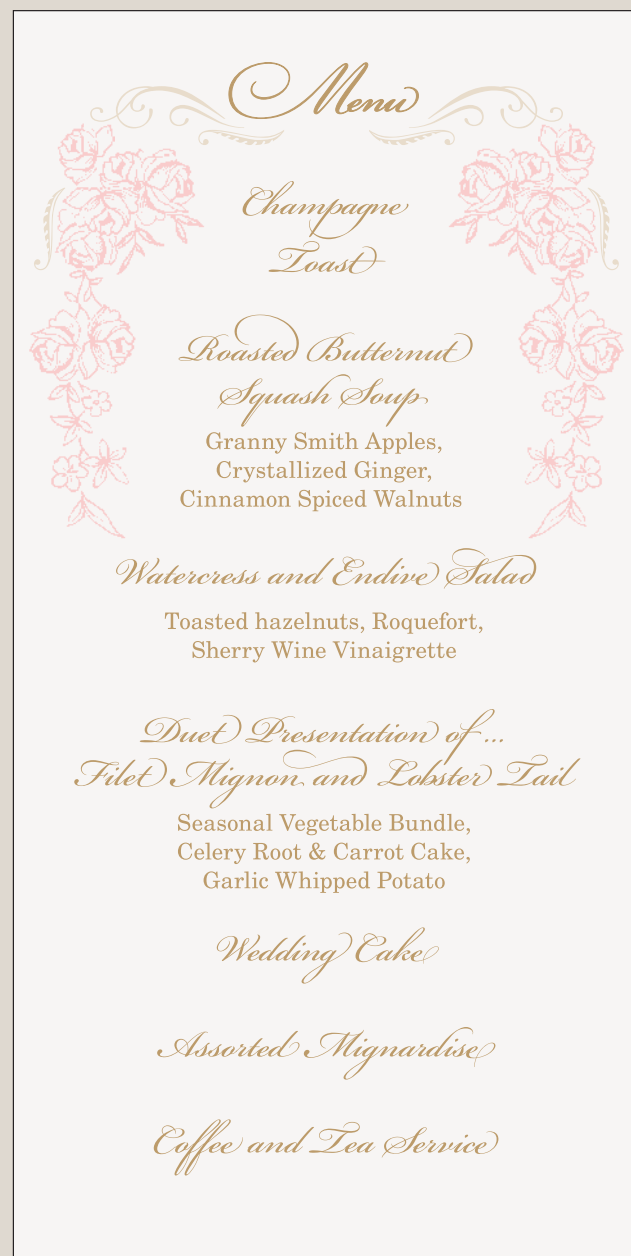 Menu
Champagne
Toast
Roasted Butternut
Squash Soup
Granny Smith Apples,
Crystallized Ginger,
Cinnamon Spiced Walnuts
Watercress and Endive Salad
Toasted hazelnuts, Roquefort,
Sherry Wine Vinaigrette
Duet Presentation of ...
Filet Mignon and Lobster Tail
Seasonal Vegetable Bundle,
Celery Root & Carrot Cake,
Garlic Whipped Potato
Wedding Cake
Assorted Mignardise
Coffee and Tea Service